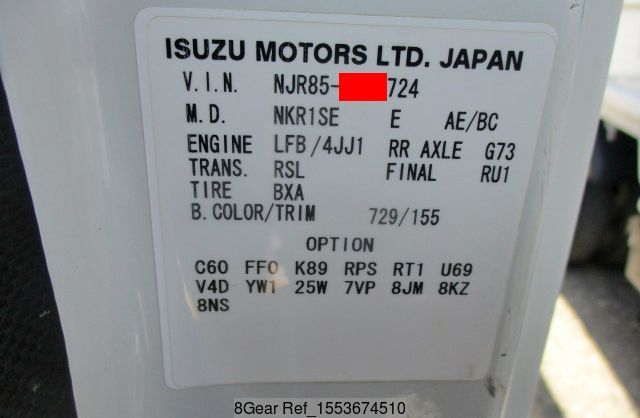 ISUZU MOTORS LTD. JAPAN
V.I.N. NJR85- 724
M.D. NKR1SE E AE/BC
ENGINE LFB/4JJ1 RR AXLE G73
TRANS. RSL FINAL RU1
TIRE BXA
B.COLOR/TRIM 729/155
OPTION
C60 FF0 K89 RPS RT1 U69
V4D YW1 25W 7VP 8JM 8KZ
8NS
8Gear Ref_1553674510